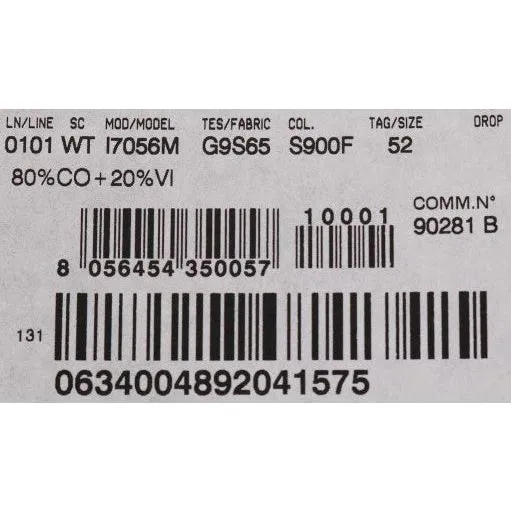 LN/LINE SC MOD/MODEL TES/FABRIC COL. TAG/SIZE DROP
0101 WT I7056M G9S65 S900F 52
80%CO+20%VI
COMM.N°
10001
90281 B
8 056454 350057
131
0634004892041575